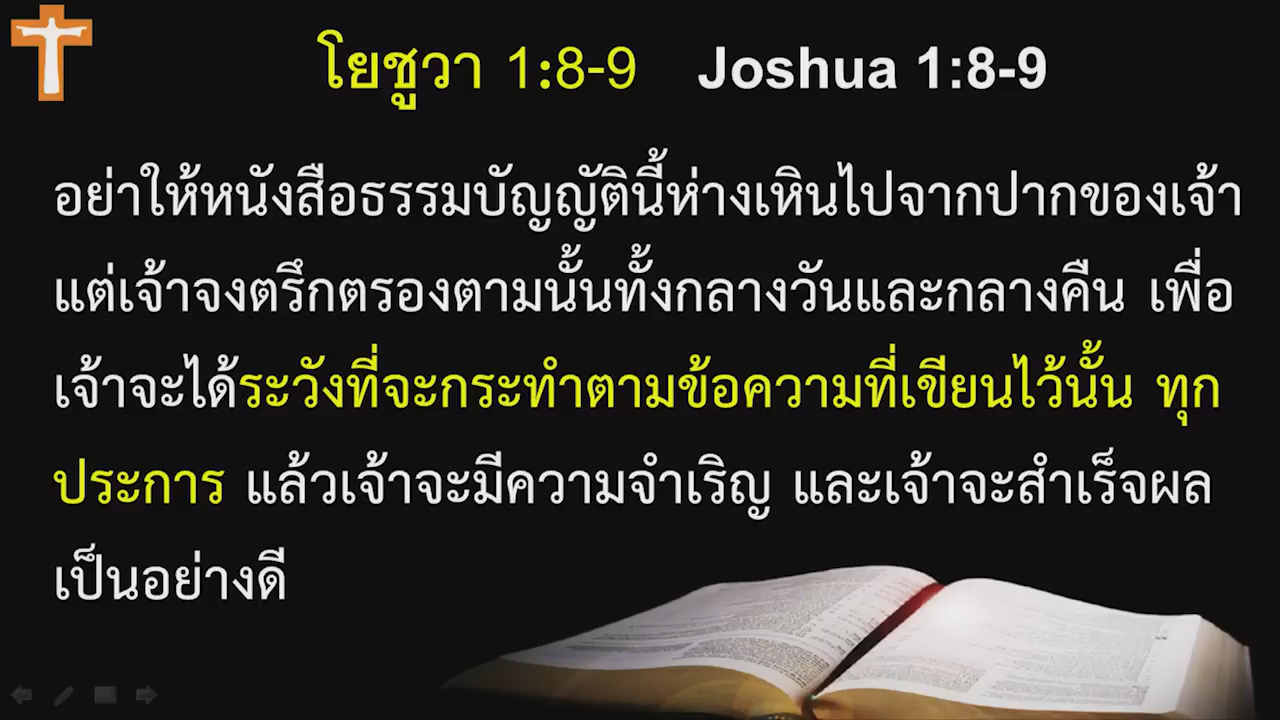 โยชูวา 1:8-9 Joshua 1:8-9
อย่าให้หนังสือธรรมบัญญัตินี้ห่างเหินไปจากปากของเจ้า
แต่เจ้าจงตรึกตรองตามนั้นทั้งกลางวันและกลางคืน เพื่อ
เจ้าจะได้ระวังที่จะกระทำตามข้อความที่เขียนไว้นั้น ทุก
ประการ แล้วเจ้าจะมีความจำเริญ และเจ้าจะสำเร็จผล
เป็นอย่างดี